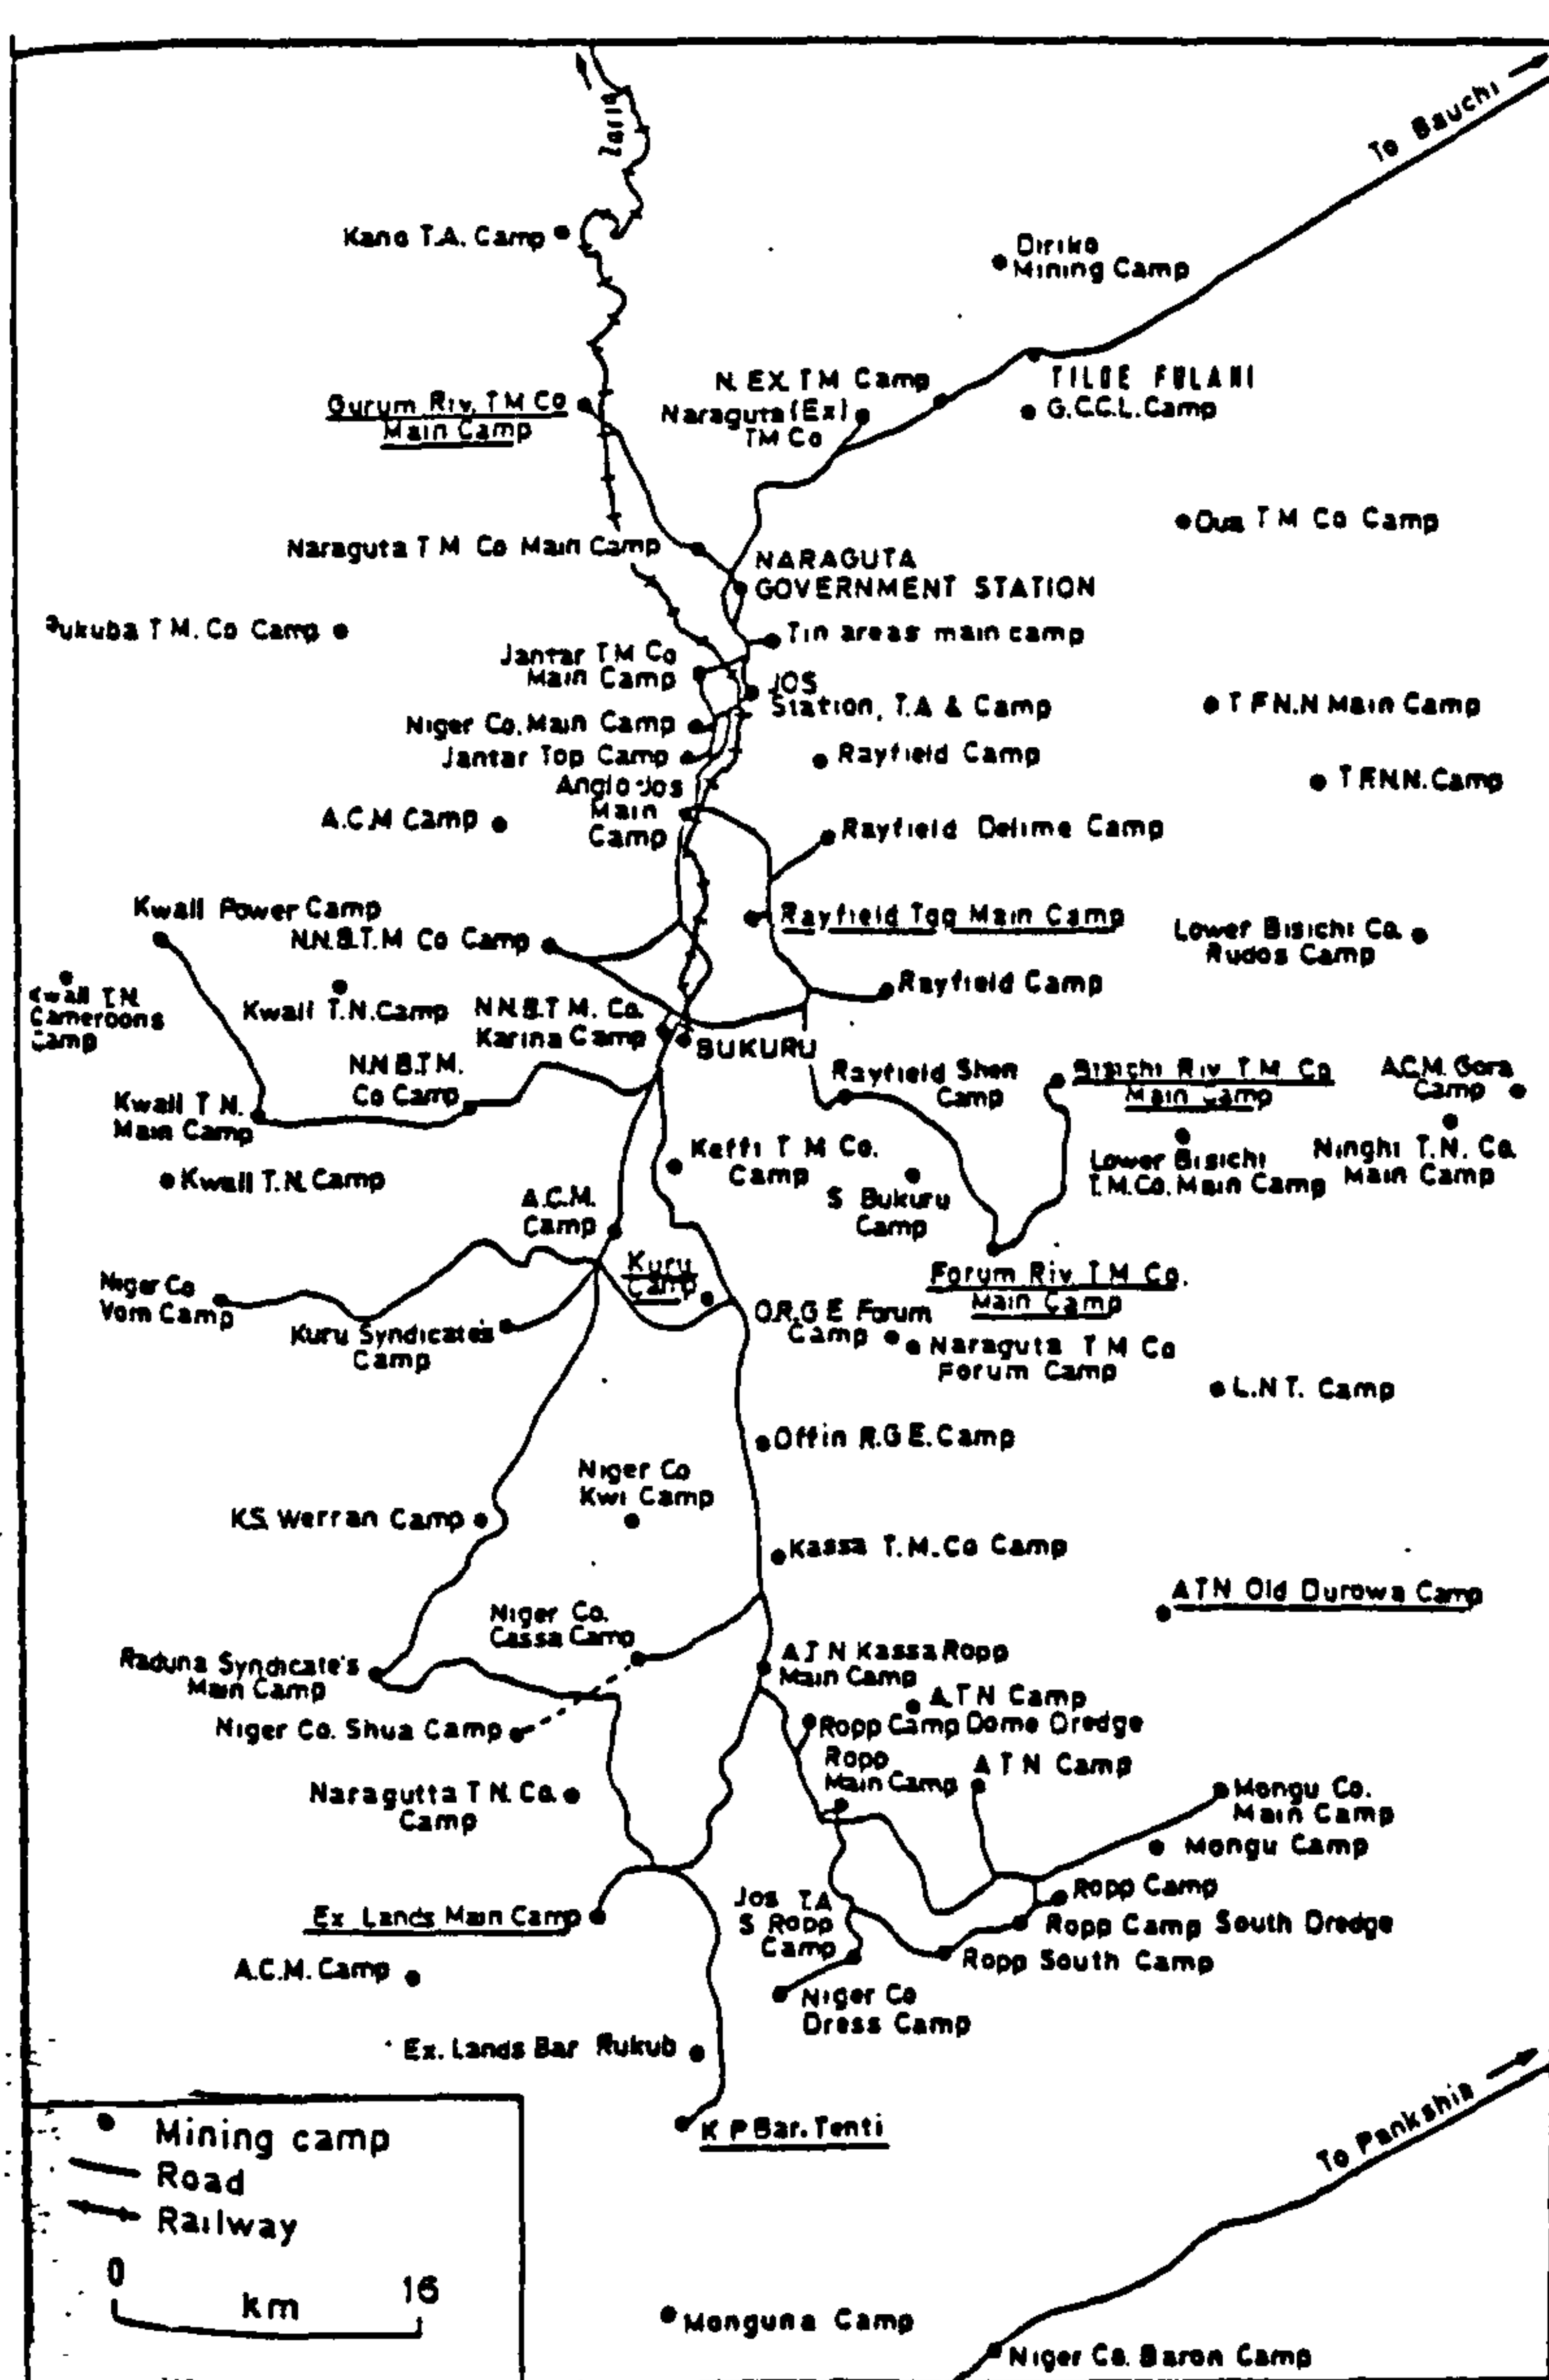 Zaria
To Bauchi
Kano T.A. Camp
Diriko
Mining Camp
N. EX. TM Camp
TILDE FULANI
Gurum Riv. TM Co
Main Camp
Naraguta (Ex)
TM Co
G.C.C.L. Camp
Dua T M Co Camp
Naraguta T M Co Main Camp
NARAGUTA
GOVERNMENT STATION
T M. Co Camp
Tin areas main camp
Jantar T M Co
Main Camp
JOS
Station, T.A & Camp
T F N.N Main Camp
Niger Co. Main Camp
Jantar Top Camp
Rayfield Camp
Anglo-Jos
Main
Camp
T.F.N.N. Camp
A.C.M Camp
Rayfield Delime Camp
Kwall Power Camp
N.N.B.T.M Co Camp
Rayfield Tqq Main Camp
Lower Bisichi Co.
Rudos Camp
Kwall T.N.
Cameroons
Camp
Kwall T.N. Camp
N.N.B.T M. Co.
Karina Camp
Rayfield Camp
BUKURU
N.N B.T M.
Co Camp
Rayfield Shen
Camp
Bisichi Riv T.M Co
Main Camp
A.C.M. Gora
Camp
Kwall T N.
Main Camp
Keffi T M Co.
Camp
Lower Bisichi
T.M.Co. Main Camp
Ninghi T.N. Co.
Main Camp
Kwall T.N. Camp
A.C.M.
Camp
S Bukuru
Camp
Kuru
Camp
Forum Riv. T M Co.
Main Camp
Niger Co
Vom Camp
Kuru Syndicate's
Camp
O.R.G E Forum
Camp
Naraguta T M Co
Forum Camp
L.N T. Camp
Offin R.G E. Camp
Niger Co
Kwi Camp
K.S. Werran Camp
Kassa T.M. Co Camp
ATN Old Durowa Camp
Niger Co.
Cassa Camp
Raduna Syndicate's
Main Camp
A T N Kassa Ropp
Main Camp
A.T N Camp
Niger Co. Shua Camp
Ropp Camp Dome Dredge
Ropp
Main Camp
A T N Camp
Naragutta T N. Co.
Camp
Mongu Co.
Main Camp
Mongu Camp
Ropp Camp
Ex Lands Main Camp
Jos T.A
S Ropp
Camp
Ropp Camp South Dredge
Ropp South Camp
A.C.M. Camp
Niger Co
Dress Camp
Ex. Lands Bar Rukub
K P Bar. Tenti
To Pankshin
Mining camp
Road
Railway
0 16
km
Monguna Camp
Niger Co. Baron Camp